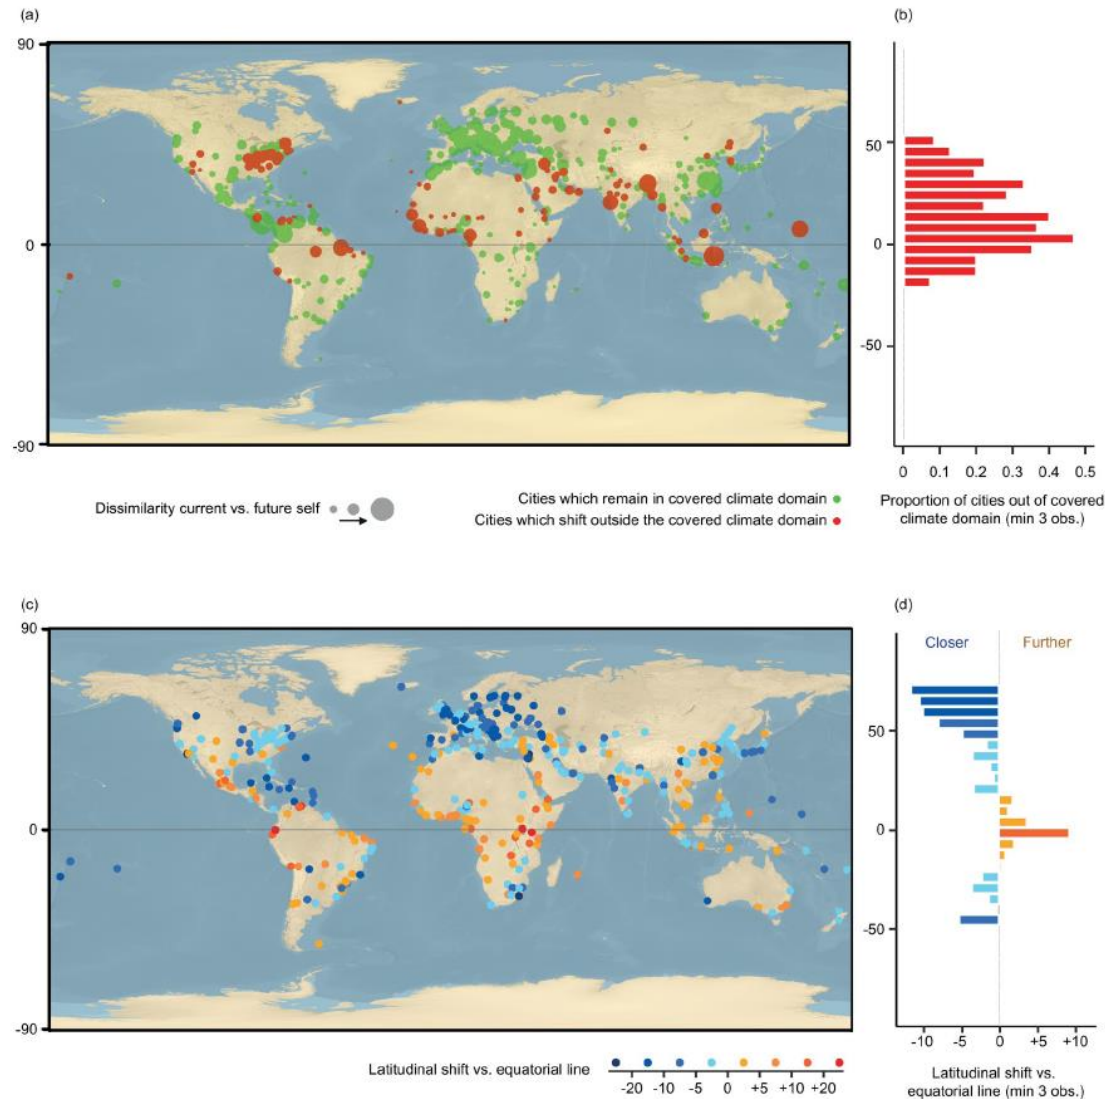 (a)
(b)
90
0
-90
50
0
-50
0 0.1 0.2 0.3 0.4 0.5
Dissimilarity current vs. future self
Cities which remain in covered climate domain
Cities which shift outside the covered climate domain
Proportion of cities out of covered
climate domain (min 3 obs.)
(c)
(d)
90
0
-90
Closer Further
50
0
-50
-10 -5 0 +5 +10
Latitudinal shift vs. equatorial line
-20 -10 -5 0 +5 +10 +20
Latitudinal shift vs.
equatorial line (min 3 obs.)